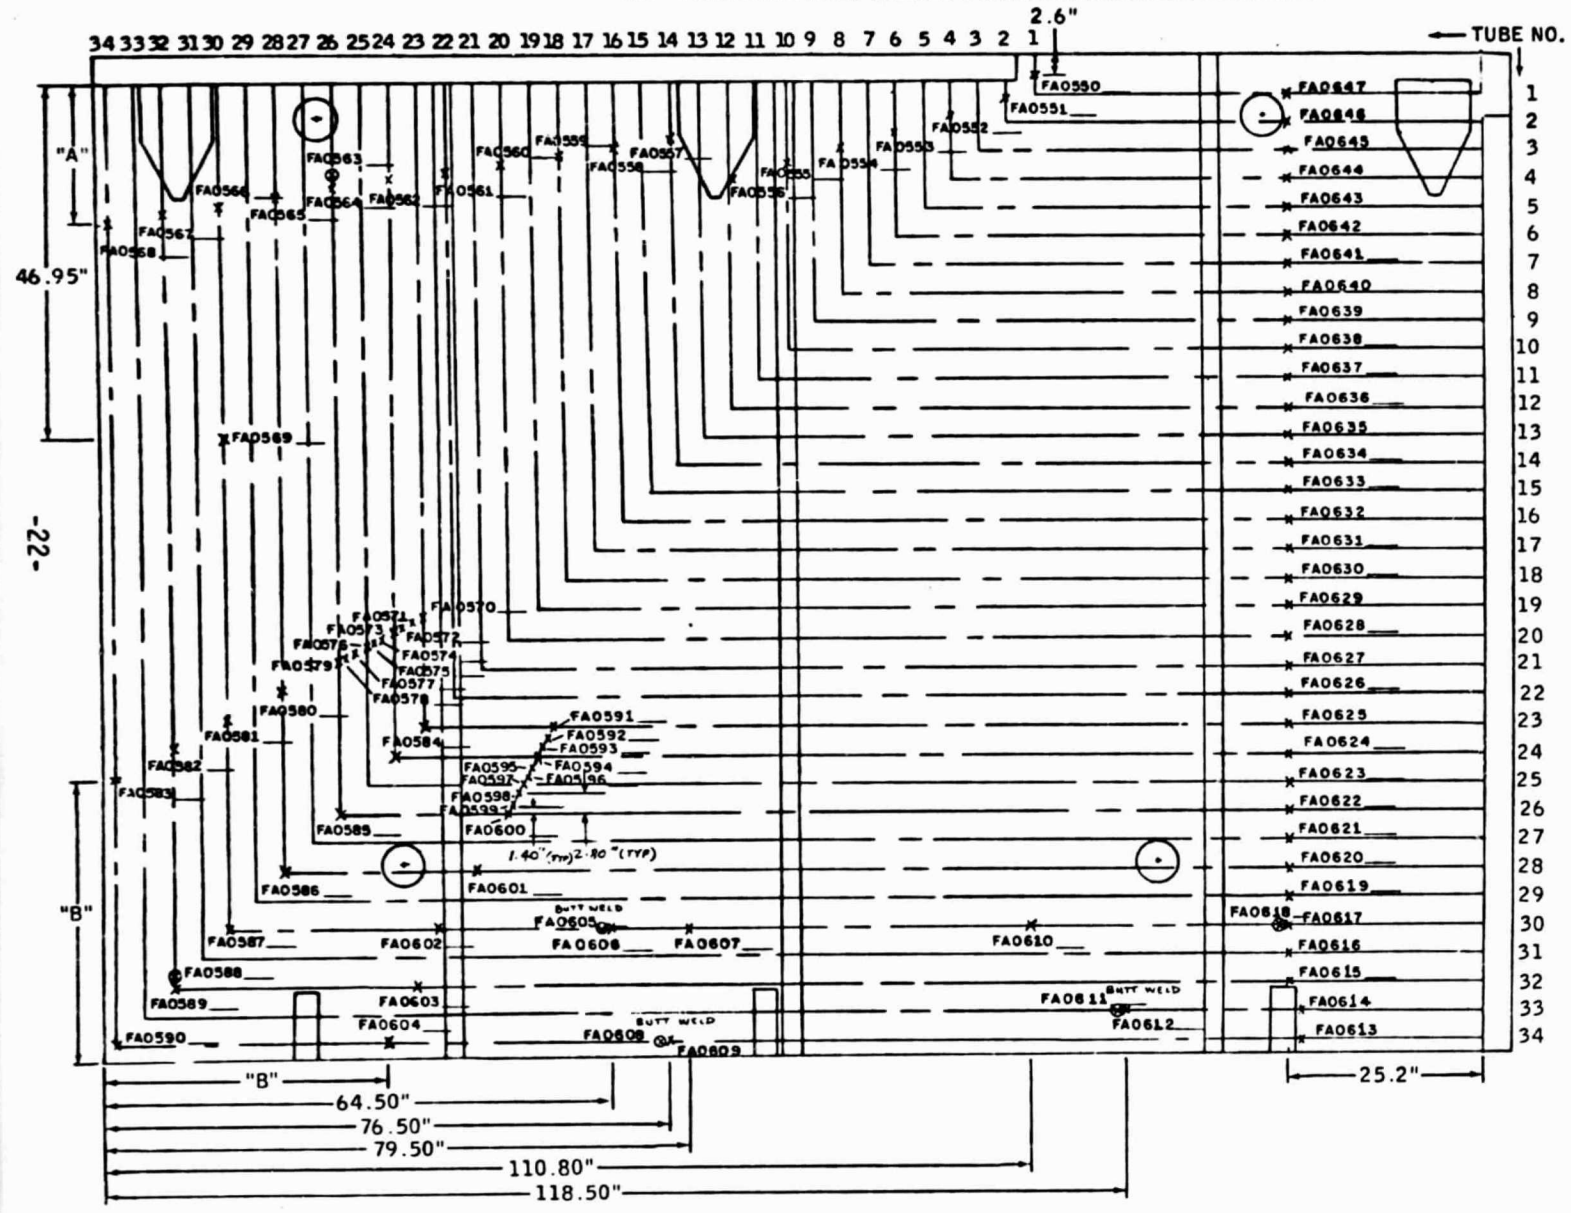 2.6"
34 33 32 31 30 29 28 27 26 25 24 23 22 21 20 19 18 17 16 15 14 13 12 11 10 9 8 7 6 5 4 3 2 1
TUBE NO.
FA0550
FA0647 1
FA0551
FA0646 2
FA0552
FA0559 FA0553 FA0645 3
"A" FA0563 FA0560 FA0557 FA0554
FA0558 FA0555 FA0644 4
FA0566 FA0564 FA0562 FA0561 FA0556
FA0565 FA0643 5
FA0567 FA0642 6
FA0568 FA0641 7
46.95"
FA0640 8
FA0639 9
FA0638 10
FA0637 11
FA0636 12
FA0569 FA0635 13
FA0634 14
FA0633 15
FA0632 16
-22-
FA0631 17
FA0630 18
FA0570 FA0629 19
FA0571
FA0573 FA0572 FA0628 20
FA0576 FA0574
FA0579 FA0575 FA0627 21
FA0577
FA0578 FA0626 22
FA0580 FA0591 FA0625 23
FA0581 FA0584 FA0592
FA0593 FA0624 24
FA0582 FA0595 FA0594
FA0597 FA0596 FA0623 25
FA0583 FA0598
FA0599 FA0622 26
FA0585 FA0600 FA0621 27
1.40" (TYP) 2.80" (TYP)
FA0620 28
FA0586 FA0601 FA0619 29
"B"
BUTT WELD
FA0605 FA0618 FA0617 30
FA0587 FA0602 FA0606 FA0607 FA0610
FA0616 31
FA0588 FA0615 32
BUTT WELD
FA0589 FA0603 FA0611 FA0614 33
BUTT WELD
FA0604 FA0612
FA0590 FA0608 FA0613 34
FA0609
"B" 25.2"
64.50"
76.50"
79.50"
110.80"
118.50"